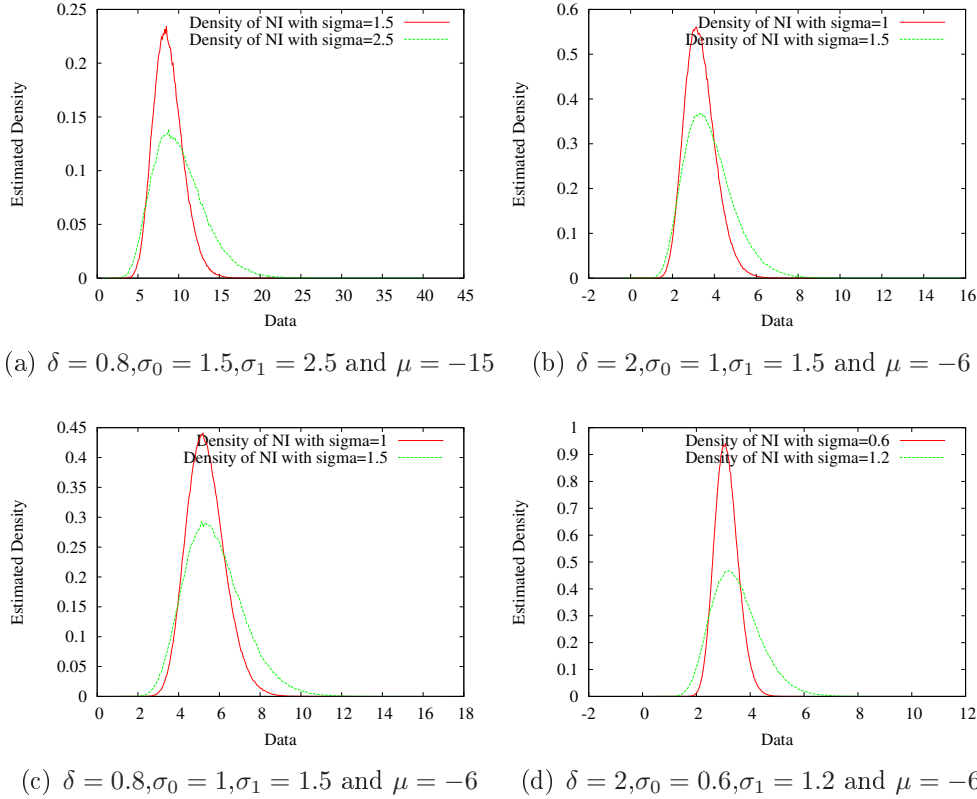 0.25
0.2
0.15
0.1
0.05
0
0 5 10 15 20 25 30 35 40 45
Estimated Density
Data
Density of NI with sigma=1.5
Density of NI with sigma=2.5
(a) δ = 0.8,σ₀ = 1.5,σ₁ = 2.5 and μ = −15
0.6
0.5
0.4
0.3
0.2
0.1
0
-2 0 2 4 6 8 10 12 14 16
Estimated Density
Data
Density of NI with sigma=1
Density of NI with sigma=1.5
(b) δ = 2,σ₀ = 1,σ₁ = 1.5 and μ = −6
0.45
0.4
0.35
0.3
0.25
0.2
0.15
0.1
0.05
0
0 2 4 6 8 10 12 14 16 18
Estimated Density
Data
Density of NI with sigma=1
Density of NI with sigma=1.5
(c) δ = 0.8,σ₀ = 1,σ₁ = 1.5 and μ = −6
1
0.9
0.8
0.7
0.6
0.5
0.4
0.3
0.2
0.1
0
-2 0 2 4 6 8 10 12
Estimated Density
Data
Density of NI with sigma=0.6
Density of NI with sigma=1.2
(d) δ = 2,σ₀ = 0.6,σ₁ = 1.2 and μ = −6